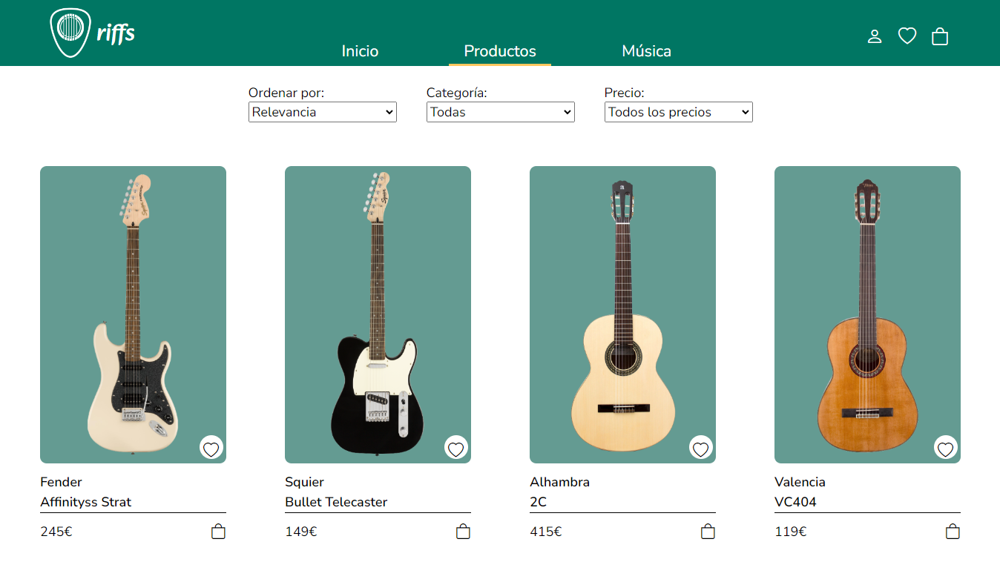 riffs
Inicio
Productos
Música
Ordenar por:
Categoría:
Precio:
Relevancia
Todas
Todos los precios
Squier
Fender
Affinityss Strat
245€
Squier
Bullet Telecaster
149€
Alhambra
2C
415€
Valencia
VC404
119€